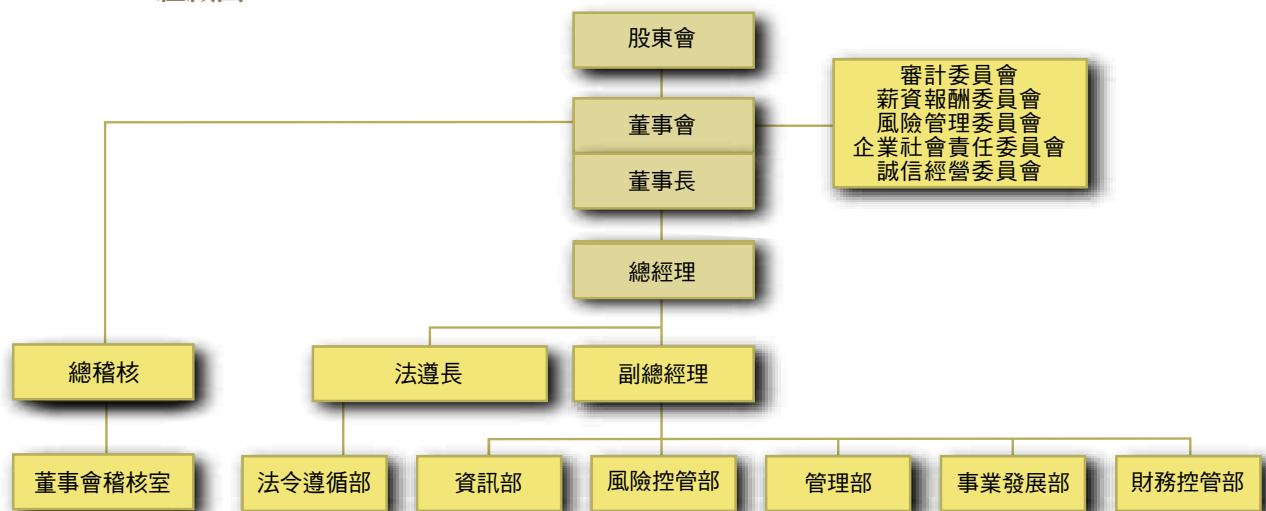 股東會
審計委員會
薪資報酬委員會
風險管理委員會
企業社會責任委員會
誠信經營委員會
董事會
董事長
總經理
總稽核
法遵長
副總經理
董事會稽核室
法令遵循部
資訊部
風險控管部
管理部
事業發展部
財務控管部